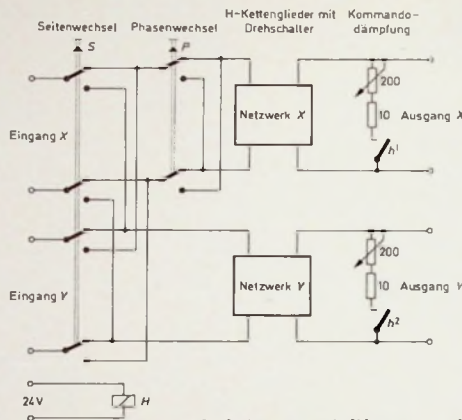 Seitenwechsel Phasenwechsel H-Kettenglieder mit Kommando-
Drehschalter dämpfung
S P
200
10 Ausgang X
Netzwerk X
Eingang X
h¹
200
10 Ausgang Y
Netzwerk Y
Eingang Y
h²
24V H